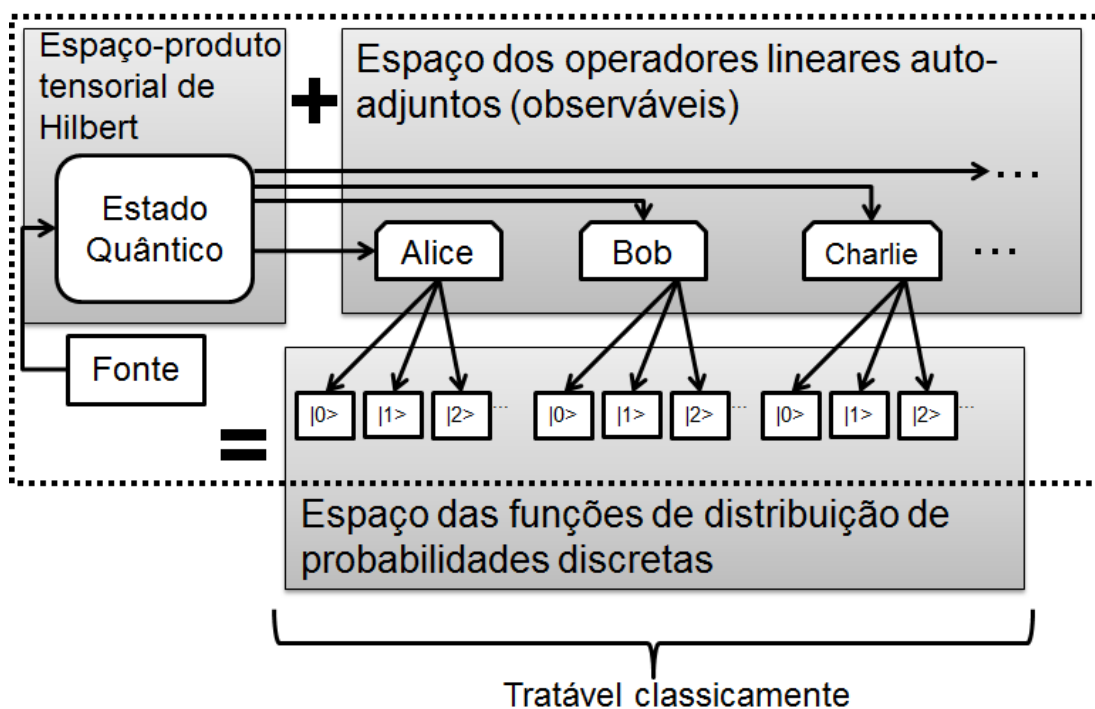 Espaço-produto
tensorial de
Hilbert
+
Espaço dos operadores lineares auto-
adjuntos (observáveis)
...
Estado
Quântico
Alice
Bob
Charlie
...
Fonte
|0>
|1>
|2>
...
|0>
|1>
|2>
...
|0>
|1>
|2>
...
=
Espaço das funções de distribuição de
probabilidades discretas
Tratável classicamente